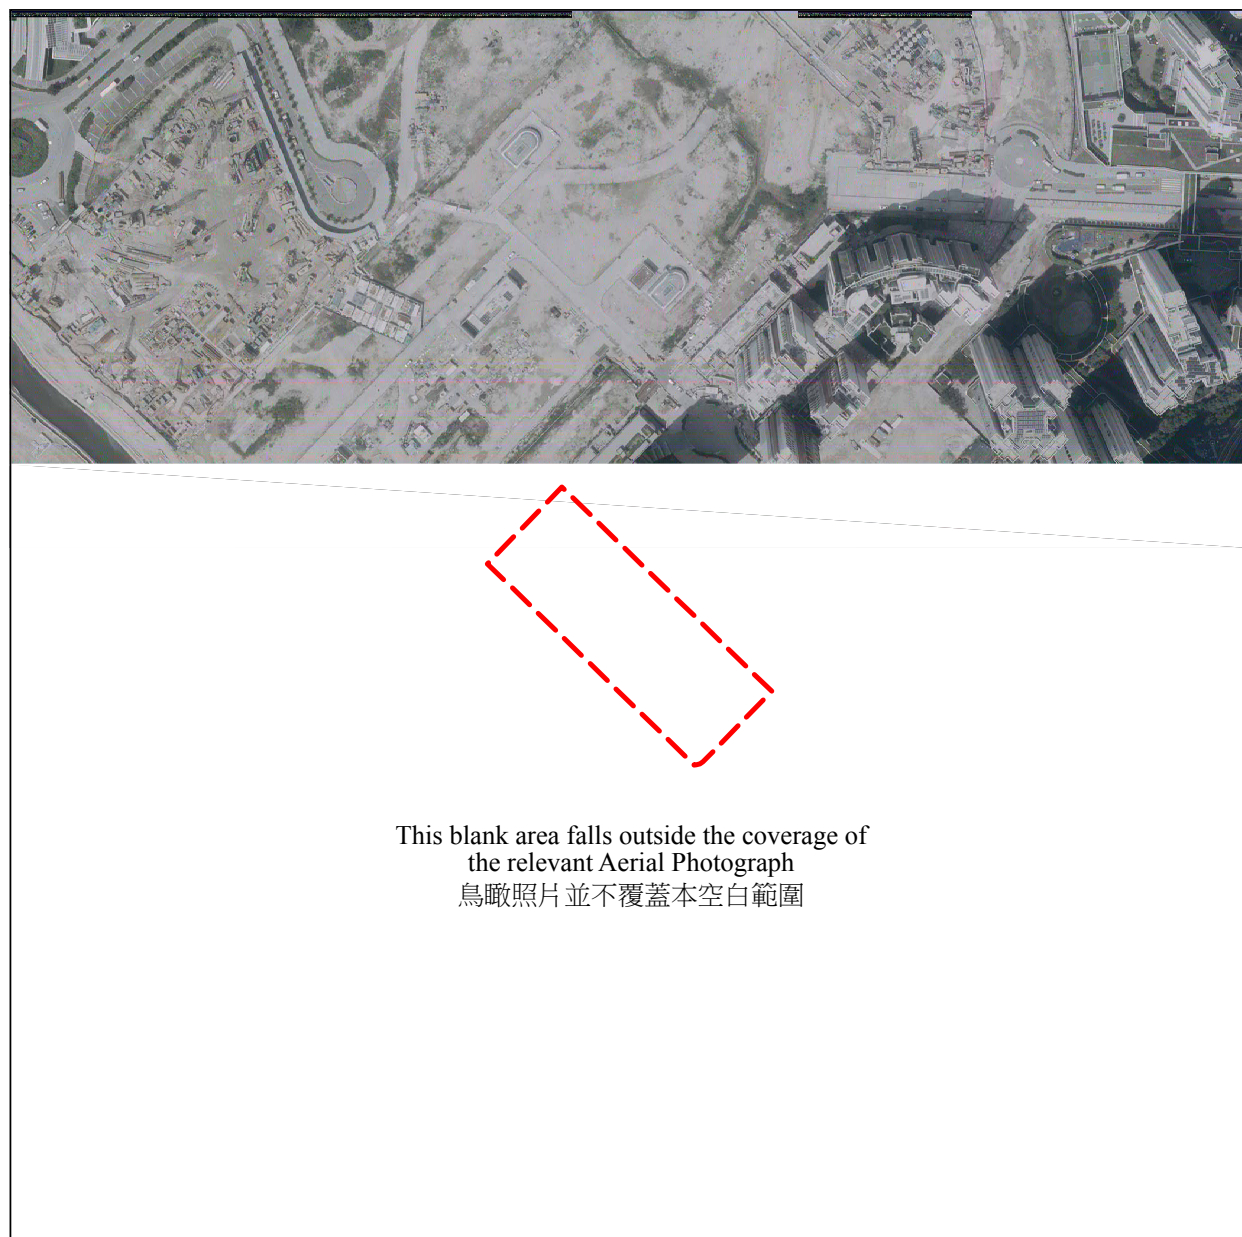 This blank area falls outside the coverage of
the relevant Aerial Photograph
鳥瞰照片並不覆蓋本空白範圍